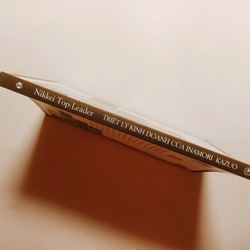 Nikkei Top Leader TRIẾT LÝ KINH DOANH CỦA INAMORI KAZUO